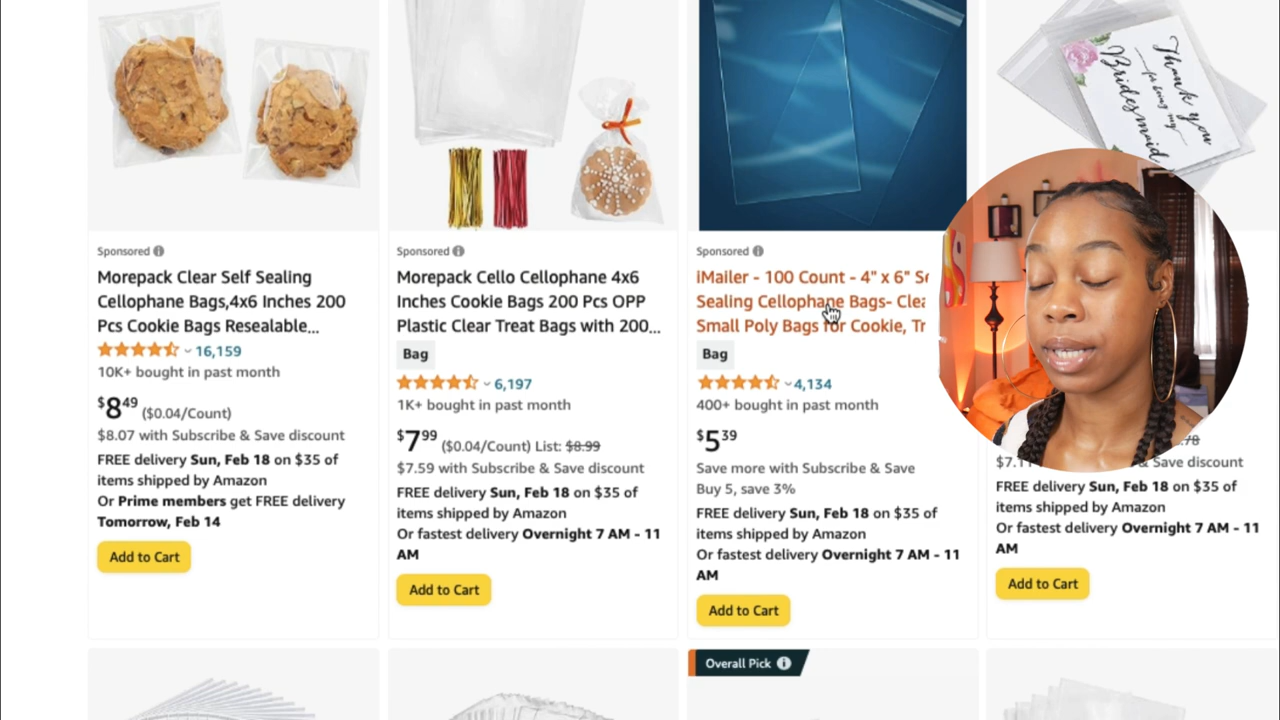 Thank you
for being my
Bridesmaid
Sponsored
Morepack Clear Self Sealing
Cellophane Bags,4x6 Inches 200
Pcs Cookie Bags Resealable...
16,159
10K+ bought in past month
$8 49 ($0.04/Count)
$8.07 with Subscribe & Save discount
FREE delivery Sun, Feb 18 on $35 of
items shipped by Amazon
Or Prime members get FREE delivery
Tomorrow, Feb 14
Add to Cart
Sponsored
Morepack Cello Cellophane 4x6
Inches Cookie Bags 200 Pcs OPP
Plastic Clear Treat Bags with 200...
Bag
6,197
1K+ bought in past month
$7 99 ($0.04/Count) List: $8.99
$7.59 with Subscribe & Save discount
FREE delivery Sun, Feb 18 on $35 of
items shipped by Amazon
Or fastest delivery Overnight 7 AM - 11
AM
Add to Cart
Sponsored
iMailer - 100 Count - 4" x 6"
Sealing Cellophane Bags-
Small Poly Bags for Cookie,
Bag
4,134
400+ bought in past month
$5 39
Save more with Subscribe & Save
Buy 5, save 3%
FREE delivery Sun, Feb 18 on $35 of
items shipped by Amazon
Or fastest delivery Overnight 7 AM - 11
AM
Add to Cart
& Save discount
FREE delivery Sun, Feb 18 on $35 of
items shipped by Amazon
Or fastest delivery Overnight 7 AM - 11
AM
Add to Cart
Overall Pick